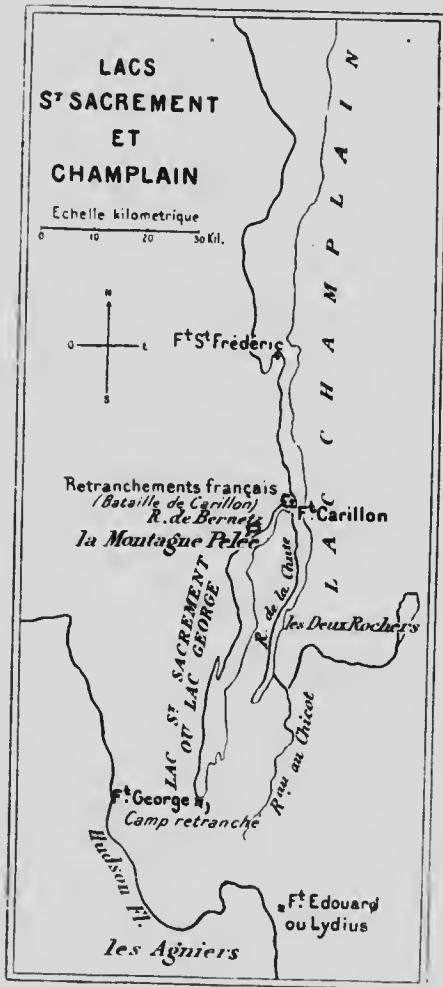 LACS
ST SACREMENT
ET
CHAMPLAIN
Echelle kilometrique
0 10 20 30 Kil.
N
O E
S
LAC CHAMPLAIN
Ft St Frédéric
Retranchements français
(Bataille de Carillon)
R. de Bernetz
Ft Carillon
la Montagne Pelée
R. de la Chute
les Deux Rochers
LAC ST SACREMENT
OU LAC GEORGE
R au Chicot
Ft George
Camp retranché
Hudson Fl.
Ft Edouard
ou Lydius
les Agniers